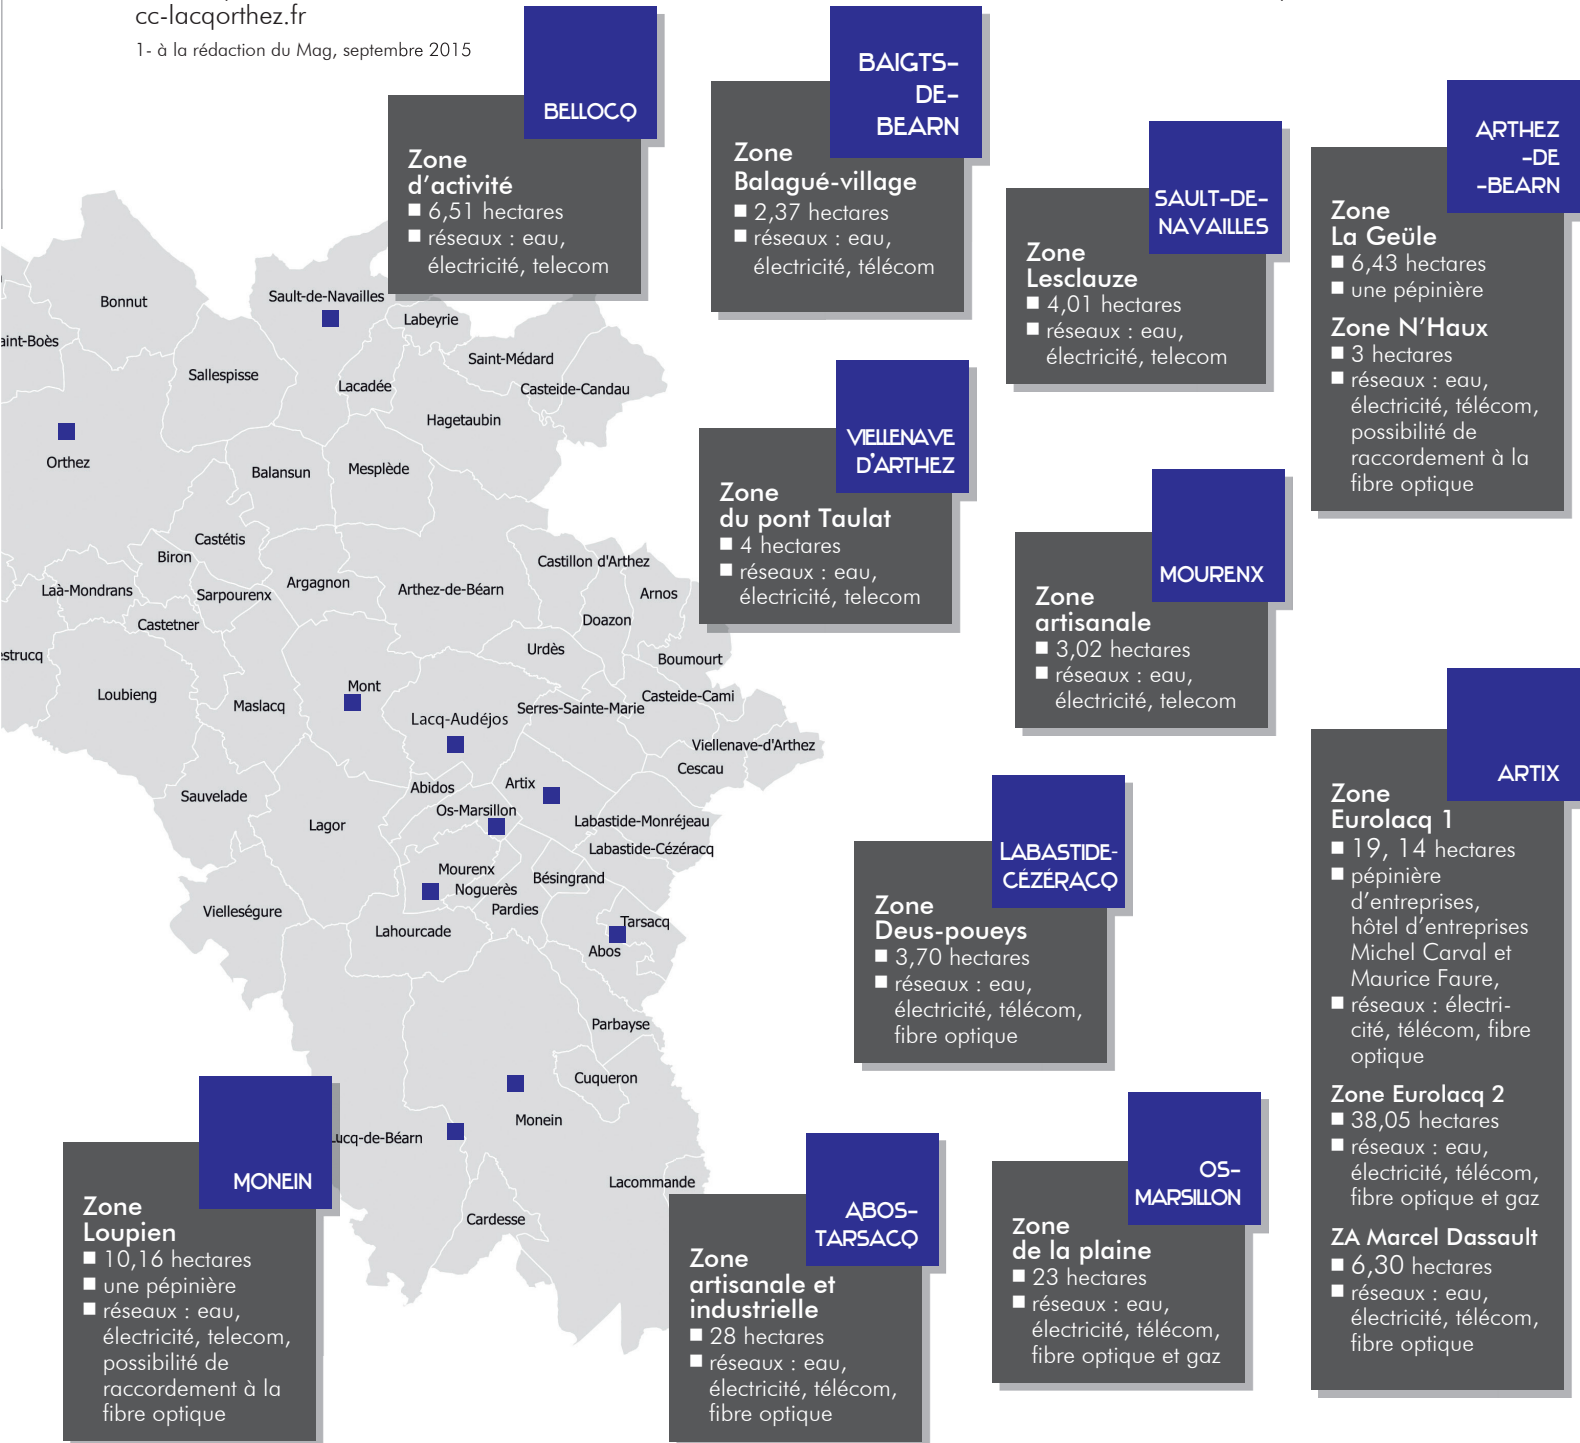 cc-lacqorthez.fr
1- à la rédaction du Mag, septembre 2015
BELLOCQ
Zone
d'activité
■ 6,51 hectares
■ réseaux : eau,
électricité, telecom
BAIGTS-
DE-
BEARN
Zone
Balagué-village
■ 2,37 hectares
■ réseaux : eau,
électricité, télécom
SAULT-DE-
NAVAILLES
Zone
Lesclauze
■ 4,01 hectares
■ réseaux : eau,
électricité, telecom
ARTHEZ
-DE
-BEARN
Zone
La Geüle
■ 6,43 hectares
■ une pépinière
Zone N'Haux
■ 3 hectares
■ réseaux : eau,
électricité, télécom,
possibilité de
raccordement à la
fibre optique
VIELLENAVE
D'ARTHEZ
Zone
du pont Taulat
■ 4 hectares
■ réseaux : eau,
électricité, telecom
MOURENX
Zone
artisanale
■ 3,02 hectares
■ réseaux : eau,
électricité, telecom
ARTIX
Zone
Eurolacq 1
■ 19, 14 hectares
■ pépinière
d'entreprises,
hôtel d'entreprises
Michel Carval et
Maurice Faure,
■ réseaux : électri-
cité, télécom, fibre
optique
Zone Eurolacq 2
■ 38,05 hectares
■ réseaux : eau,
électricité, télécom,
fibre optique et gaz
ZA Marcel Dassault
■ 6,30 hectares
■ réseaux : eau,
électricité, télécom,
fibre optique
LABASTIDE-
CÉZÉRACQ
Zone
Deus-poueys
■ 3,70 hectares
■ réseaux : eau,
électricité, télécom,
fibre optique
MONEIN
Zone
Loupien
■ 10,16 hectares
■ une pépinière
■ réseaux : eau,
électricité, telecom,
possibilité de
raccordement à la
fibre optique
ABOS-
TARSACQ
Zone
artisanale et
industrielle
■ 28 hectares
■ réseaux : eau,
électricité, télécom,
fibre optique
OS-
MARSILLON
Zone
de la plaine
■ 23 hectares
■ réseaux : eau,
électricité, télécom,
fibre optique et gaz
Bonnut
Sault-de-Navailles
Labeyrie
aint-Boès
Saint-Médard
Sallespisse
Lacadée
Casteide-Candau
Hagetaubin
Orthez
Balansun
Mesplède
Castétis
Biron
Castillon d'Arthez
Laà-Mondrans
Sarpourenx
Argagnon
Arthez-de-Béarn
Arnos
Castetner
Doazon
estrucq
Urdès
Boumourt
Loubieng
Mont
Casteide-Cami
Maslacq
Lacq-Audéjos
Serres-Sainte-Marie
Viellenave-d'Arthez
Cescau
Sauvelade
Abidos
Artix
Os-Marsillon
Lagor
Labastide-Monréjeau
Labastide-Cézéracq
Mourenx
Noguerès
Bésingrand
Vielleségure
Pardies
Tarsacq
Lahourcade
Abos
Parbayse
Cuqueron
Monein
Lucq-de-Béarn
Lacommande
Cardesse